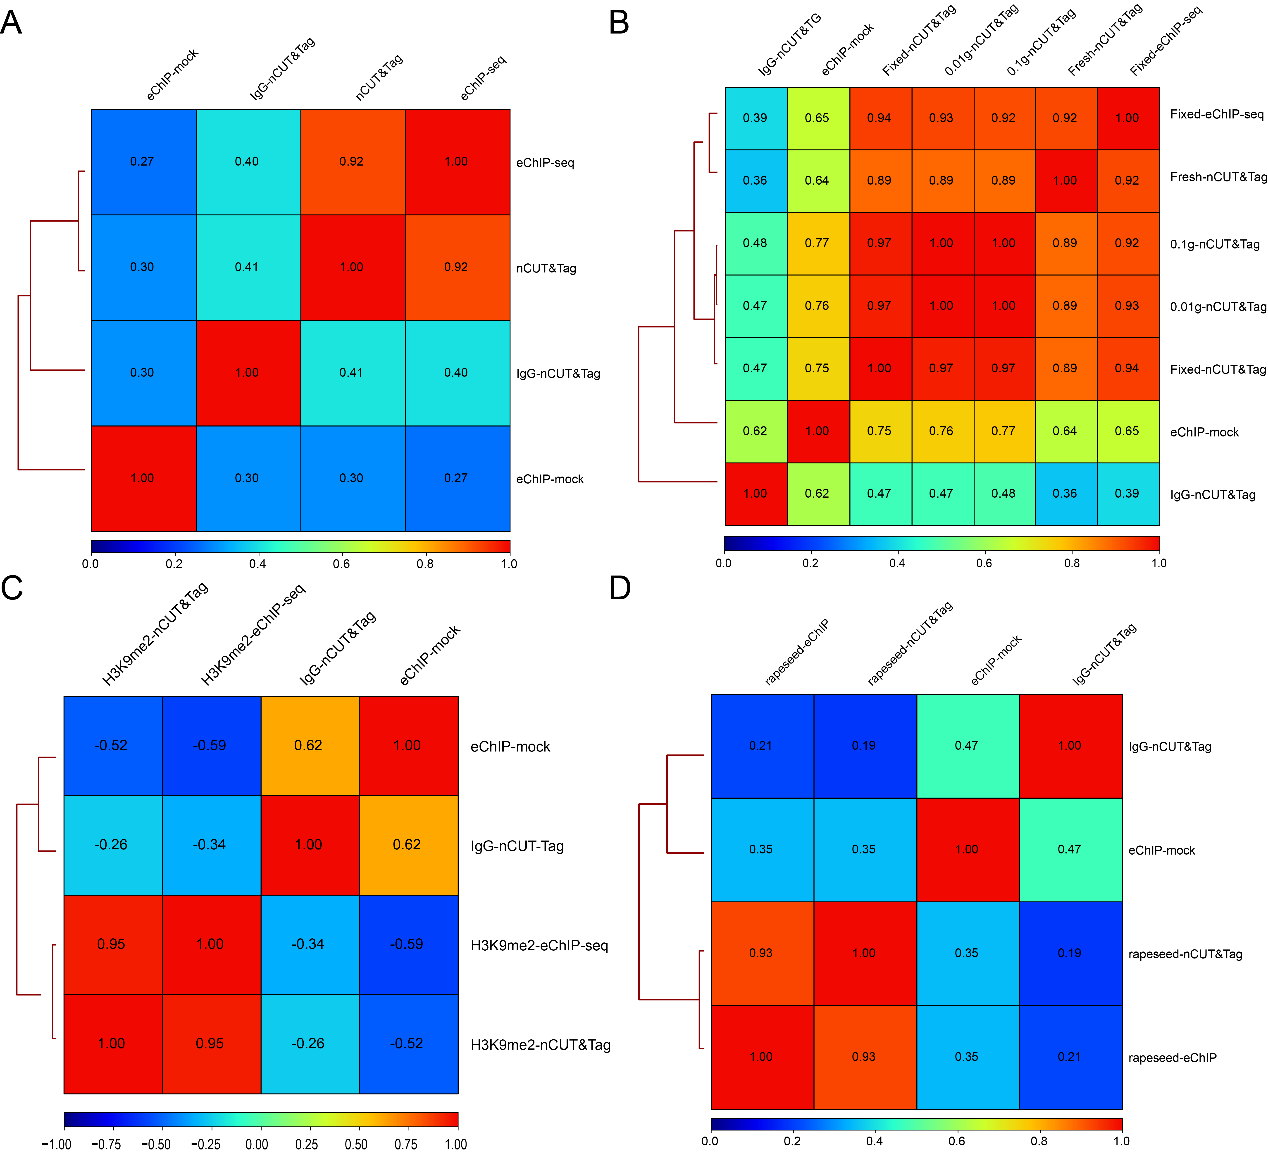 A
eChIP-mock
IgG-nCUT&Tag
nCUT&Tag
eChIP-seq
0.27 0.40 0.92 1.00 eChIP-seq
0.30 0.41 1.00 0.92 nCUT&Tag
0.30 1.00 0.41 0.40 IgG-nCUT&Tag
1.00 0.30 0.30 0.27 eChIP-mock
0.0 0.2 0.4 0.6 0.8 1.0
B
IgG-nCUT&TG
eChIP-mock
Fixed-nCUT&Tag
0.01g-nCUT&Tag
0.1g-nCUT&Tag
Fresh-nCUT&Tag
Fixed-eChIP-seq
0.39 0.65 0.94 0.93 0.92 0.92 1.00 Fixed-eChIP-seq
0.36 0.64 0.89 0.89 0.89 1.00 0.92 Fresh-nCUT&Tag
0.48 0.77 0.97 1.00 1.00 0.89 0.92 0.1g-nCUT&Tag
0.47 0.76 0.97 1.00 1.00 0.89 0.93 0.01g-nCUT&Tag
0.47 0.75 1.00 0.97 0.97 0.89 0.94 Fixed-nCUT&Tag
0.62 1.00 0.75 0.76 0.77 0.64 0.65 eChIP-mock
1.00 0.62 0.47 0.47 0.48 0.36 0.39 IgG-nCUT&Tag
0.0 0.2 0.4 0.6 0.8 1.0
C
H3K9me2-nCUT&Tag
H3K9me2-eChIP-seq
IgG-nCUT&Tag
eChIP-mock
-0.52 -0.59 0.62 1.00 eChIP-mock
-0.26 -0.34 1.00 0.62 IgG-nCUT-Tag
0.95 1.00 -0.34 -0.59 H3K9me2-eChIP-seq
1.00 0.95 -0.26 -0.52 H3K9me2-nCUT&Tag
−1.00 −0.75 −0.50 −0.25 0.00 0.25 0.50 0.75 1.00
D
rapeseed-eChIP
rapeseed-nCUT&Tag
eChIP-mock
IgG-nCUT&Tag
0.21 0.19 0.47 1.00 IgG-nCUT&Tag
0.35 0.35 1.00 0.47 eChIP-mock
0.93 1.00 0.35 0.19 rapeseed-nCUT&Tag
1.00 0.93 0.35 0.21 rapeseed-eChIP
0.0 0.2 0.4 0.6 0.8 1.0